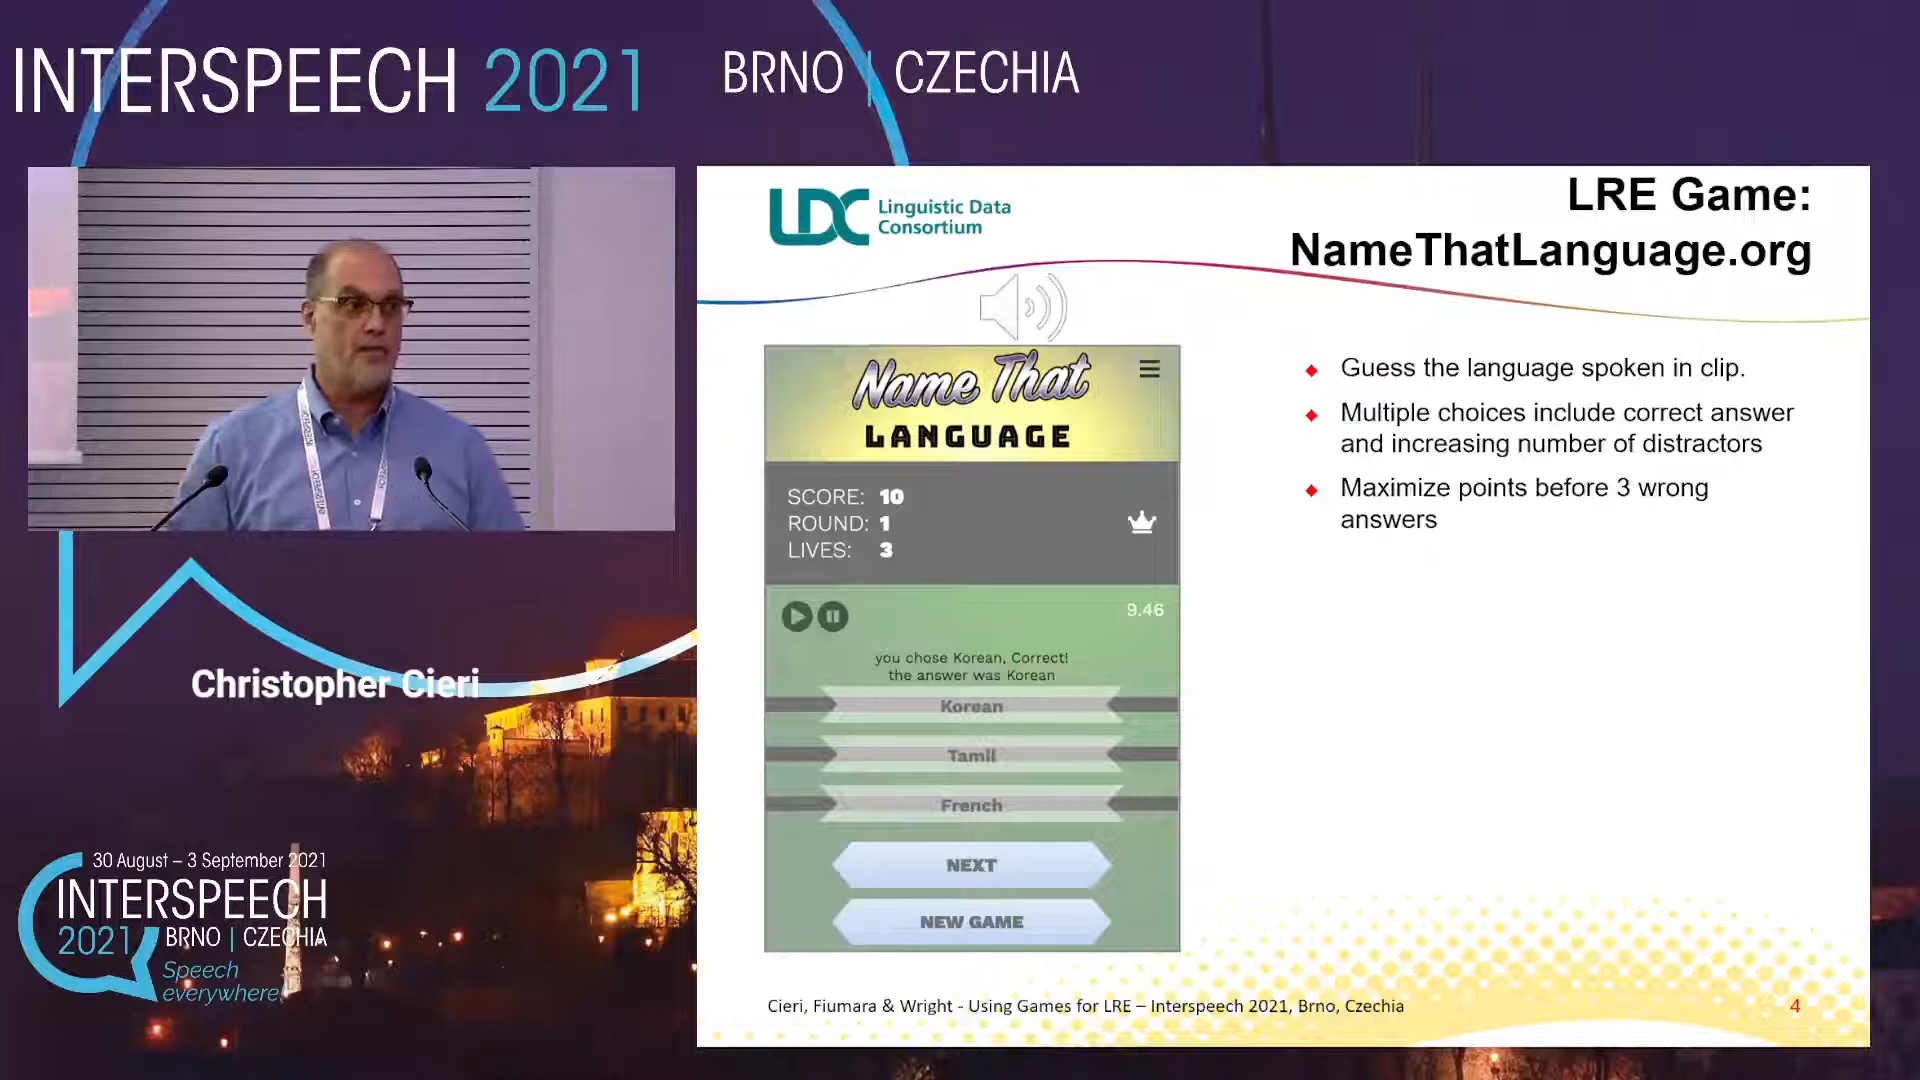 INTERSPEECH 2021
BRNO | CZECHIA
LDC Linguistic Data
Consortium
LRE Game:
NameThatLanguage.org
Name That
LANGUAGE
SCORE: 10
ROUND: 1
LIVES: 3
9.46
you chose Korean, Correct!
the answer was Korean
Korean
Tamil
French
NEXT
NEW GAME
Guess the language spoken in clip.
Multiple choices include correct answer
and increasing number of distractors
Maximize points before 3 wrong
answers
Cieri, Fiumara & Wright - Using Games for LRE – Interspeech 2021, Brno, Czechia
4
Christopher Cieri
30 August – 3 September 2021
INTERSPEECH
2021 BRNO | CZECHIA
Speech
everywhere!